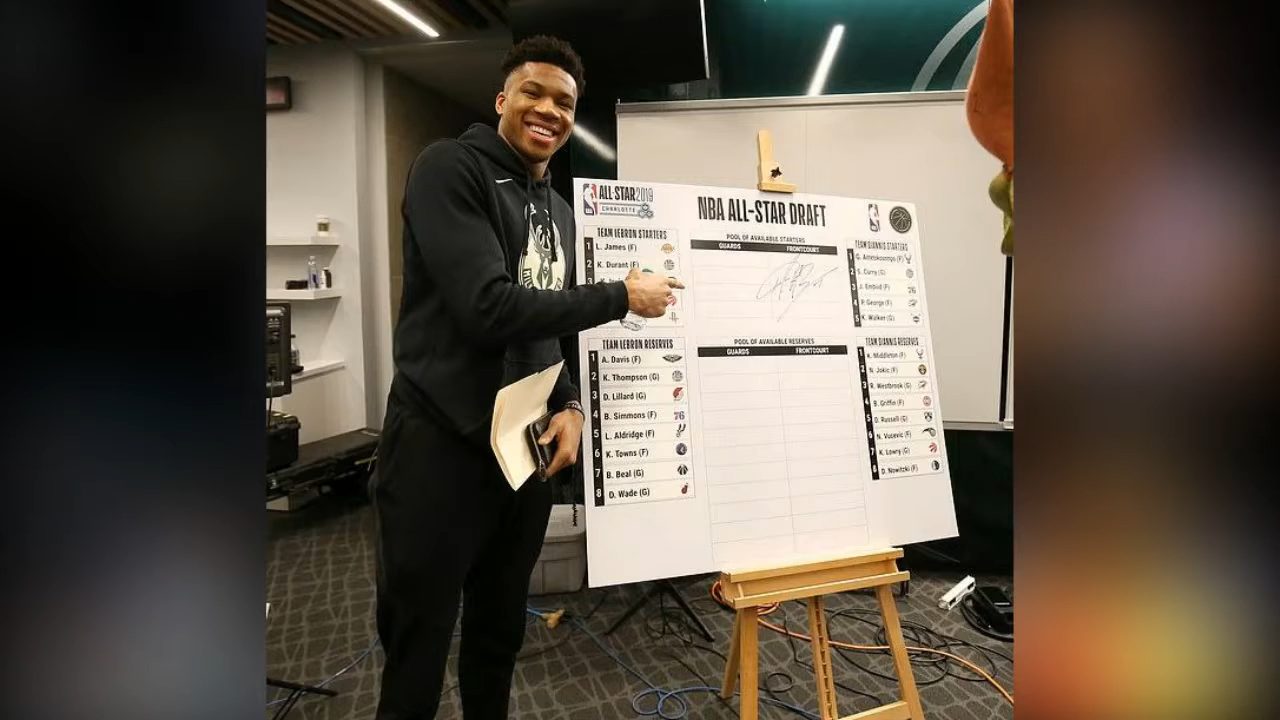 ALL-STAR 2019
CHARLOTTE
NBA ALL-STAR DRAFT
TEAM LEBRON STARTERS
1 L. James (F)
2 K. Durant (F)
3
POOL OF AVAILABLE STARTERS
GUARDS FRONTCOURT
TEAM GIANNIS STARTERS
1 G. Antetokounmpo (F)
2 S. Curry (G)
3 J. Embiid (F)
4 P. George (F)
5 K. Walker (G)
TEAM LEBRON RESERVES
1 A. Davis (F)
2 K. Thompson (G)
3 D. Lillard (G)
4 B. Simmons (F) 76
5 L. Aldridge (F)
6 K. Towns (F)
7 B. Beal (G)
8 D. Wade (G)
POOL OF AVAILABLE RESERVES
GUARDS FRONTCOURT
TEAM GIANNIS RESERVES
1 K. Middleton (F)
2 N. Jokic (F)
3 R. Westbrook (G)
4 B. Griffin (F)
5 D. Russell (G)
6 N. Vucevic (F)
7 K. Lowry (G)
8 D. Nowitzki (F)